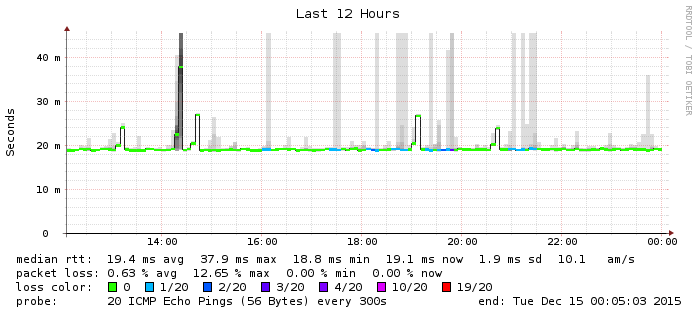 Last 12 Hours
RRDTOOL / TOBI OETIKER
Seconds
40 m
30 m
20 m
10 m
0
14:00 16:00 18:00 20:00 22:00 00:00
median rtt: 19.4 ms avg 37.9 ms max 18.8 ms min 19.1 ms now 1.9 ms sd 10.1 am/s
packet loss: 0.63 % avg 12.65 % max 0.00 % min 0.00 % now
loss color: 0 1/20 2/20 3/20 4/20 10/20 19/20
probe: 20 ICMP Echo Pings (56 Bytes) every 300s end: Tue Dec 15 00:05:03 2015